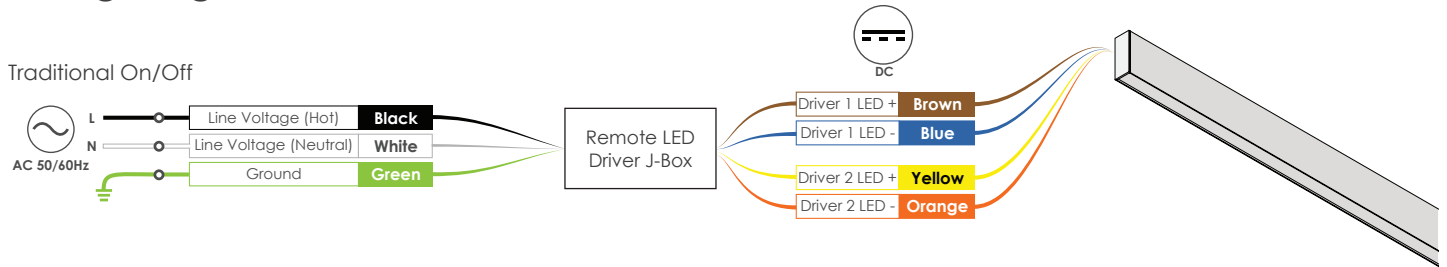 Traditional On/Off
DC
L
Line Voltage (Hot) Black
N
Line Voltage (Neutral) White
AC 50/60Hz
Ground Green
Remote LED
Driver J-Box
Driver 1 LED + Brown
Driver 1 LED - Blue
Driver 2 LED + Yellow
Driver 2 LED - Orange